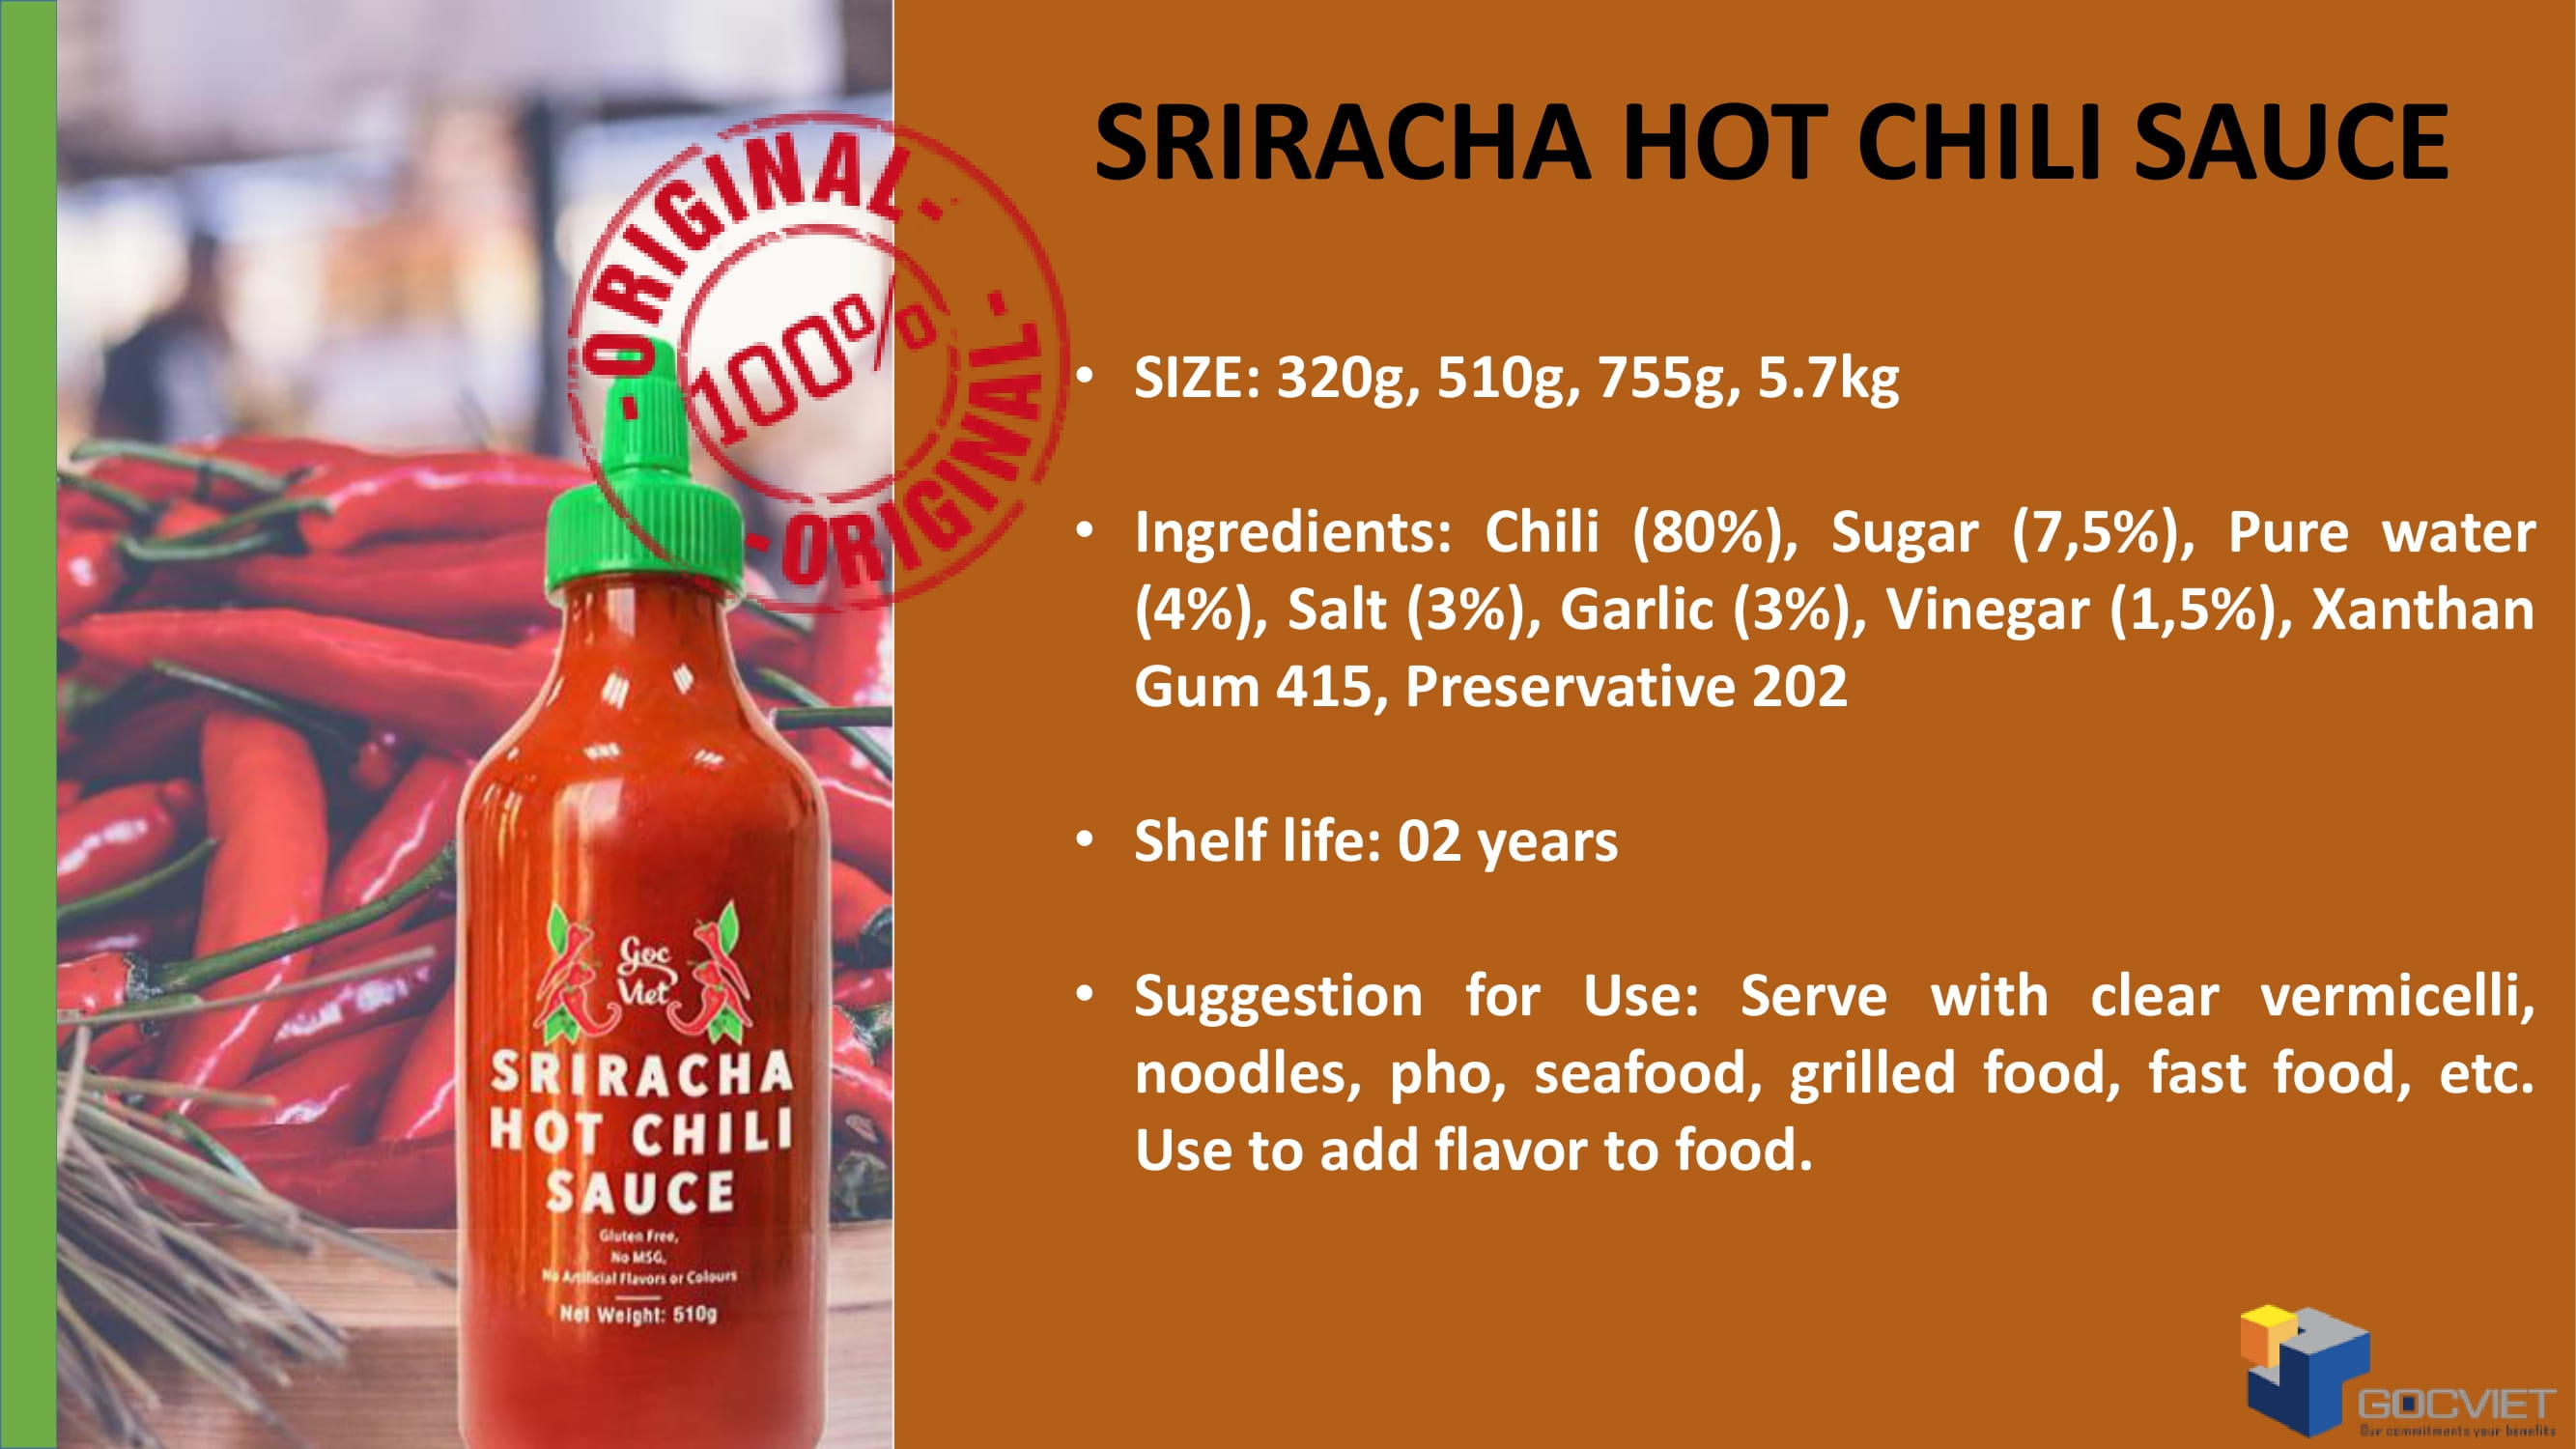 SRIRACHA HOT CHILI SAUCE
- ORIGINAL -
100%
- ORIGINAL -
• SIZE: 320g, 510g, 755g, 5.7kg
• Ingredients: Chili (80%), Sugar (7,5%), Pure water
(4%), Salt (3%), Garlic (3%), Vinegar (1,5%), Xanthan
Gum 415, Preservative 202
• Shelf life: 02 years
• Suggestion for Use: Serve with clear vermicelli,
noodles, pho, seafood, grilled food, fast food, etc.
Use to add flavor to food.
Goc
Viet
SRIRACHA
HOT CHILI
SAUCE
Gluten Free,
No MSG,
No Artificial Flavors or Colours
Net Weight: 510g
GOCVIET
Our commitments your benefits